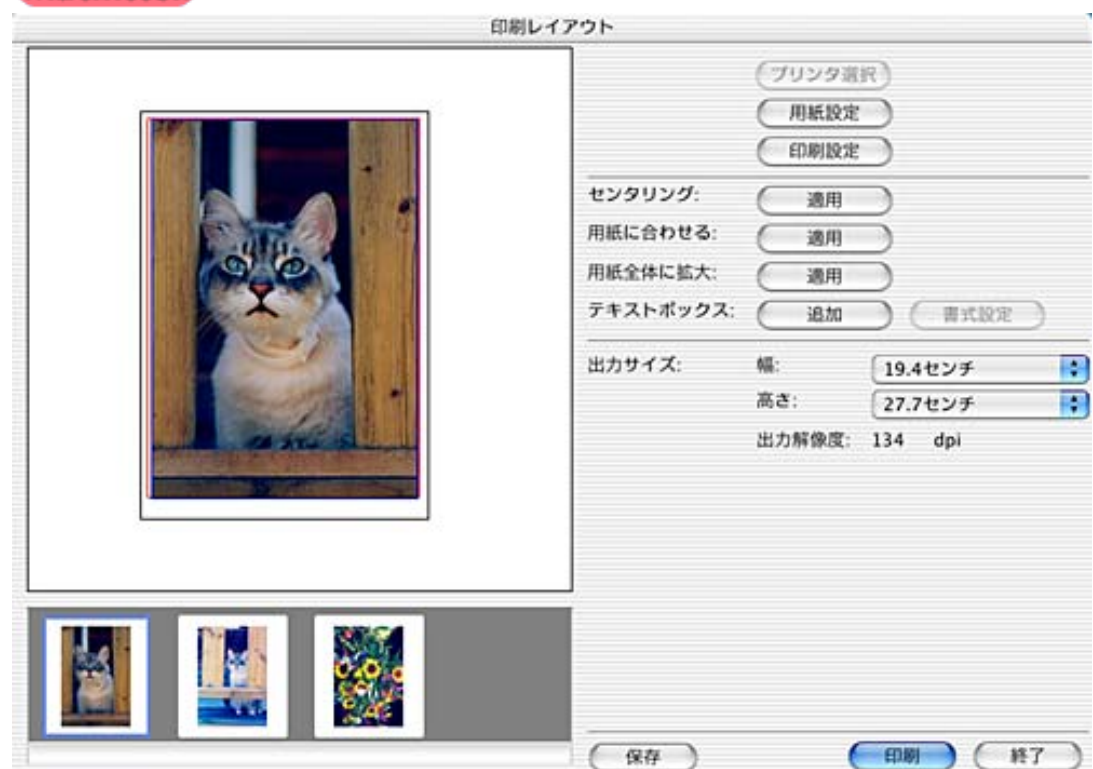 印刷レイアウト
プリンタ選択
用紙設定
印刷設定
センタリング: 適用
用紙に合わせる: 適用
用紙全体に拡大: 適用
テキストボックス: 追加 書式設定
出力サイズ: 幅: 19.4センチ
高さ: 27.7センチ
出力解像度: 134 dpi
保存 印刷 終了